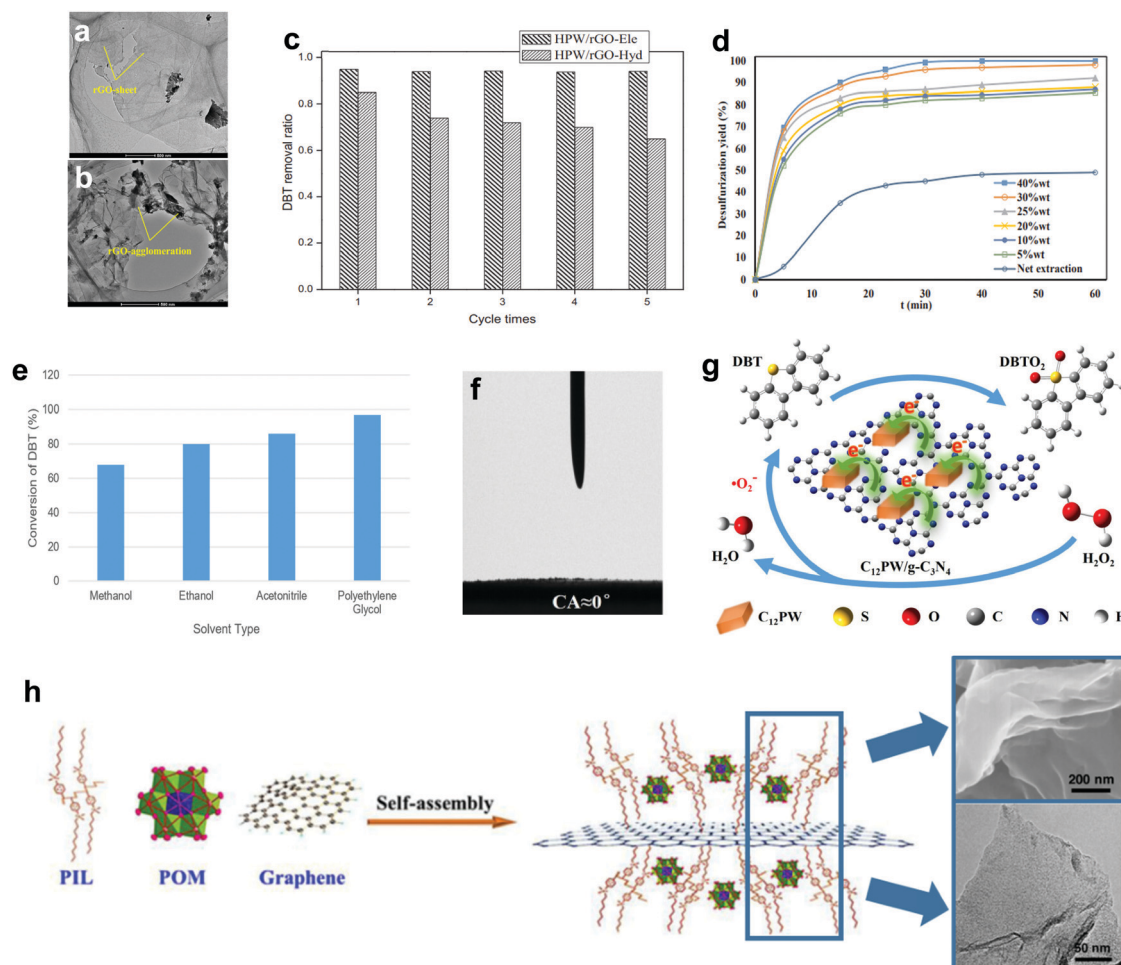 a
rGO-sheet
500 nm
b
rGO-agglomeration
500 nm
c
HPW/rGO-Ele
HPW/rGO-Hyd
DBT removal ratio
1.0
0.8
0.6
0.4
0.2
0.0
1 2 3 4 5
Cycle times
d
Desulfurization yield (%)
100
90
80
70
60
50
40
30
20
10
0
40%wt
30%wt
25%wt
20%wt
10%wt
5%wt
Net extraction
0 10 20 30 40 50 60
t (min)
e
Conversion of DBT (%)
120
100
80
60
40
20
0
Methanol Ethanol Acetonitrile Polyethylene
Glycol
Solvent Type
f
CA≈0°
g
DBT
DBTO₂
e⁻
e⁻
e⁻
e⁻
•O₂⁻
H₂O
H₂O₂
C₁₂PW/g-C₃N₄
C₁₂PW S O C N H
h
PIL
POM
Graphene
Self-assembly
200 nm
50 nm